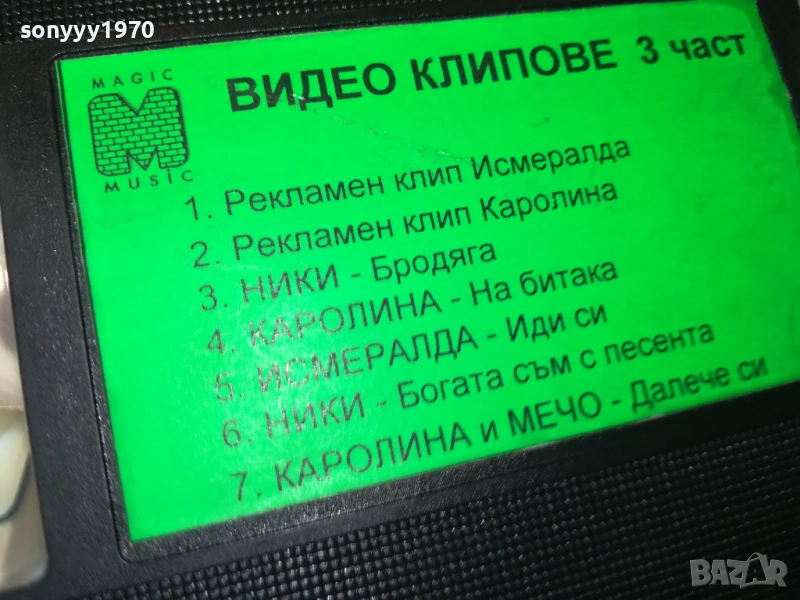 sonyyy1970
MAGIC
M
MUSIC
ВИДЕО КЛИПОВЕ 3 част
1. Рекламен клип Исмералда
2. Рекламен клип Каролина
3. НИКИ - Бродяга
4. КАРОЛИНА - На битака
5. ИСМЕРАЛДА - Иди си
6. НИКИ - Богата съм с песента
7. КАРОЛИНА и МЕЧО - Далече си
BAZAR